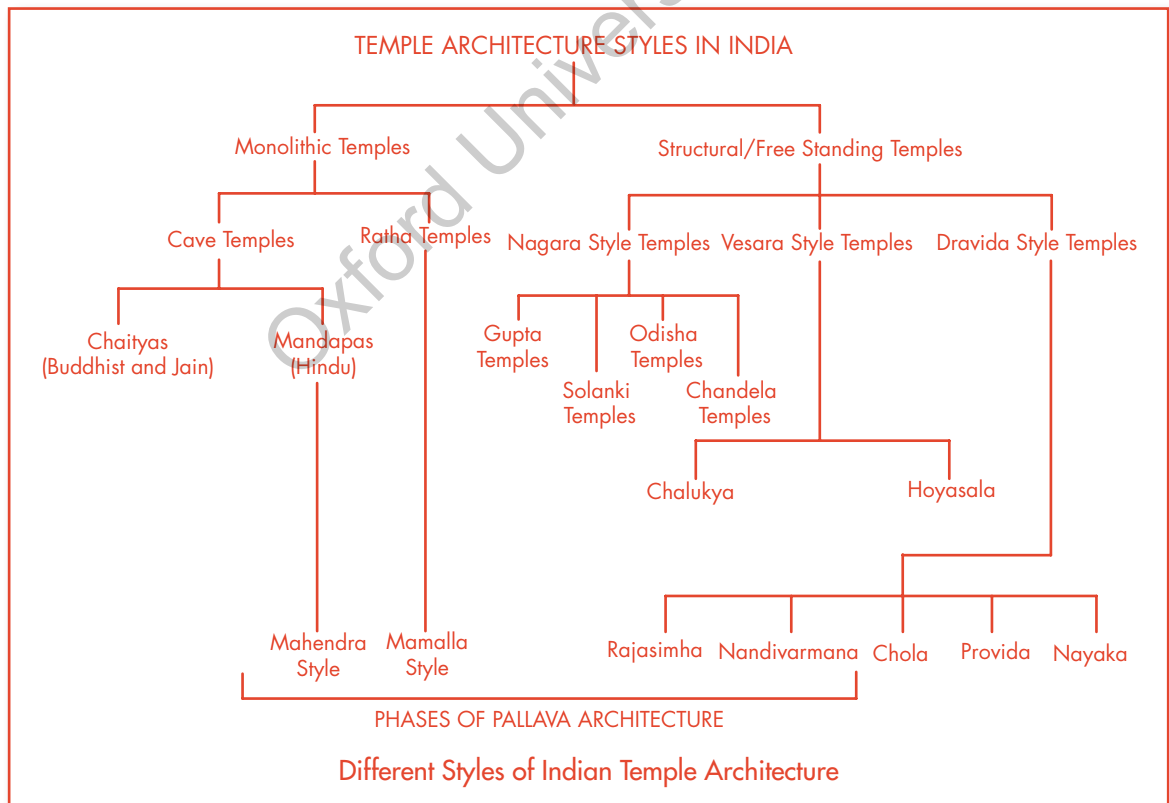 TEMPLE ARCHITECTURE STYLES IN INDIA
Monolithic Temples
Structural/Free Standing Temples
Cave Temples
Ratha Temples
Nagara Style Temples
Vesara Style Temples
Dravida Style Temples
Chaityas
(Buddhist and Jain)
Mandapas
(Hindu)
Gupta
Temples
Solanki
Temples
Odisha
Temples
Chandela
Temples
Chalukya
Hoyasala
Mahendra
Style
Mamalla
Style
Rajasimha
Nandivarmana
Chola
Provida
Nayaka
PHASES OF PALLAVA ARCHITECTURE
Different Styles of Indian Temple Architecture
Oxford Univers